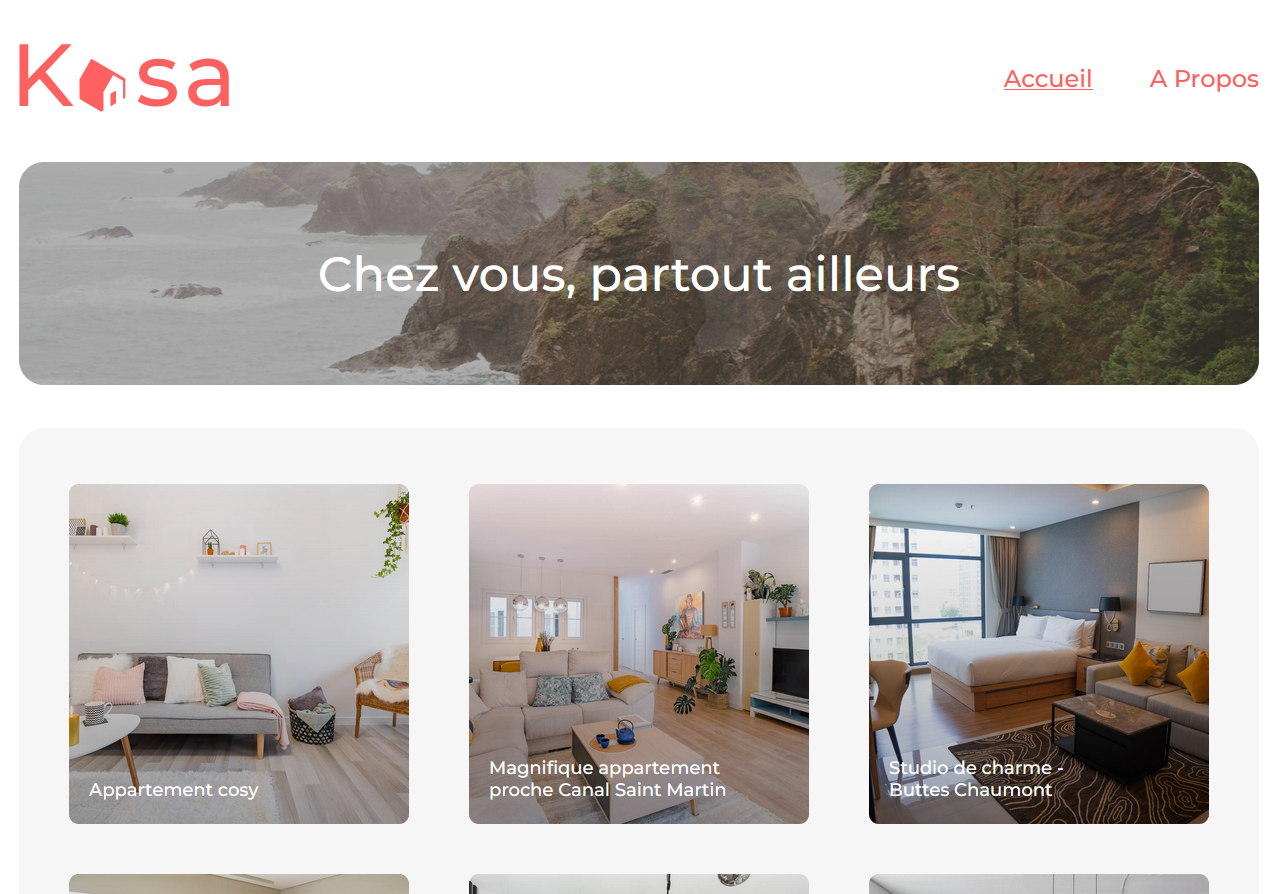 Kasa
Accueil
A Propos
Chez vous, partout ailleurs
Appartement cosy
Magnifique appartement
proche Canal Saint Martin
Studio de charme -
Buttes Chaumont